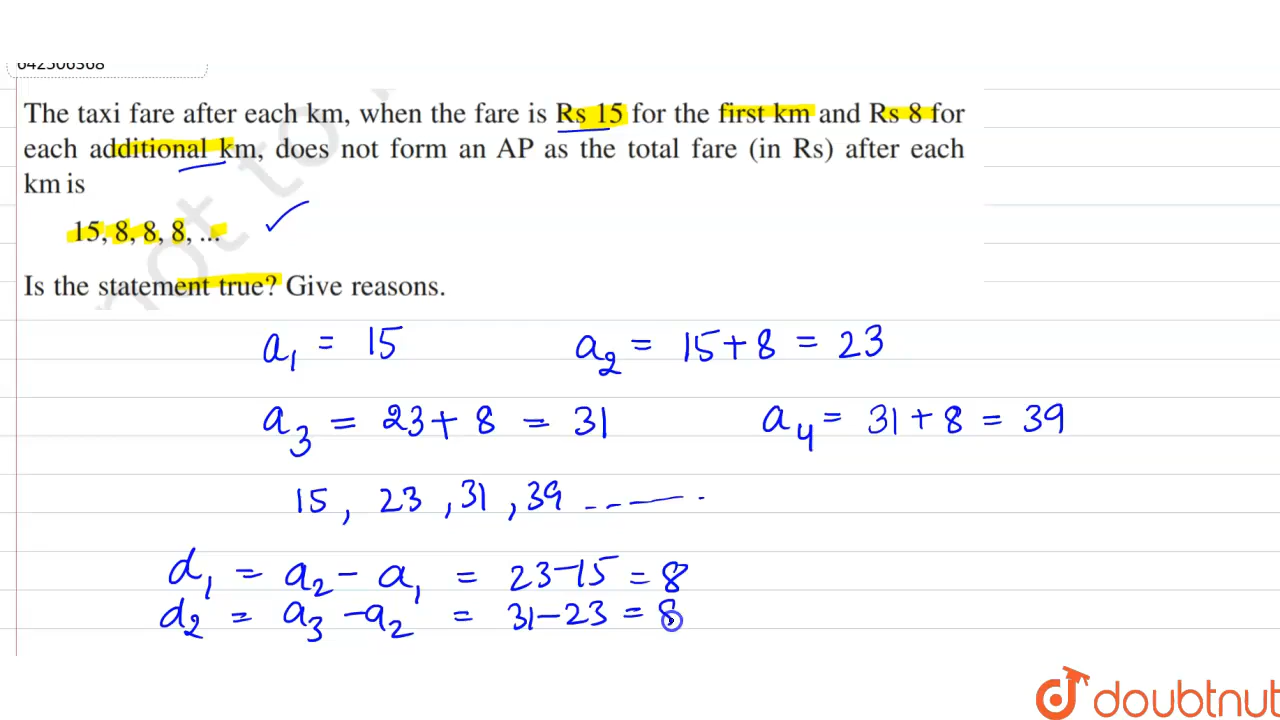 642506368
The taxi fare after each km, when the fare is Rs 15 for the first km and Rs 8 for
each additional km, does not form an AP as the total fare (in Rs) after each
km is
15, 8, 8, 8, ...
Is the statement true? Give reasons.
a₁ = 15 a₂ = 15 + 8 = 23
a₃ = 23 + 8 = 31 a₄ = 31 + 8 = 39
15, 23, 31, 39 ------
d₁ = a₂ - a₁ = 23 - 15 = 8
d₂ = a₃ - a₂ = 31 - 23 = 8
doubtnut